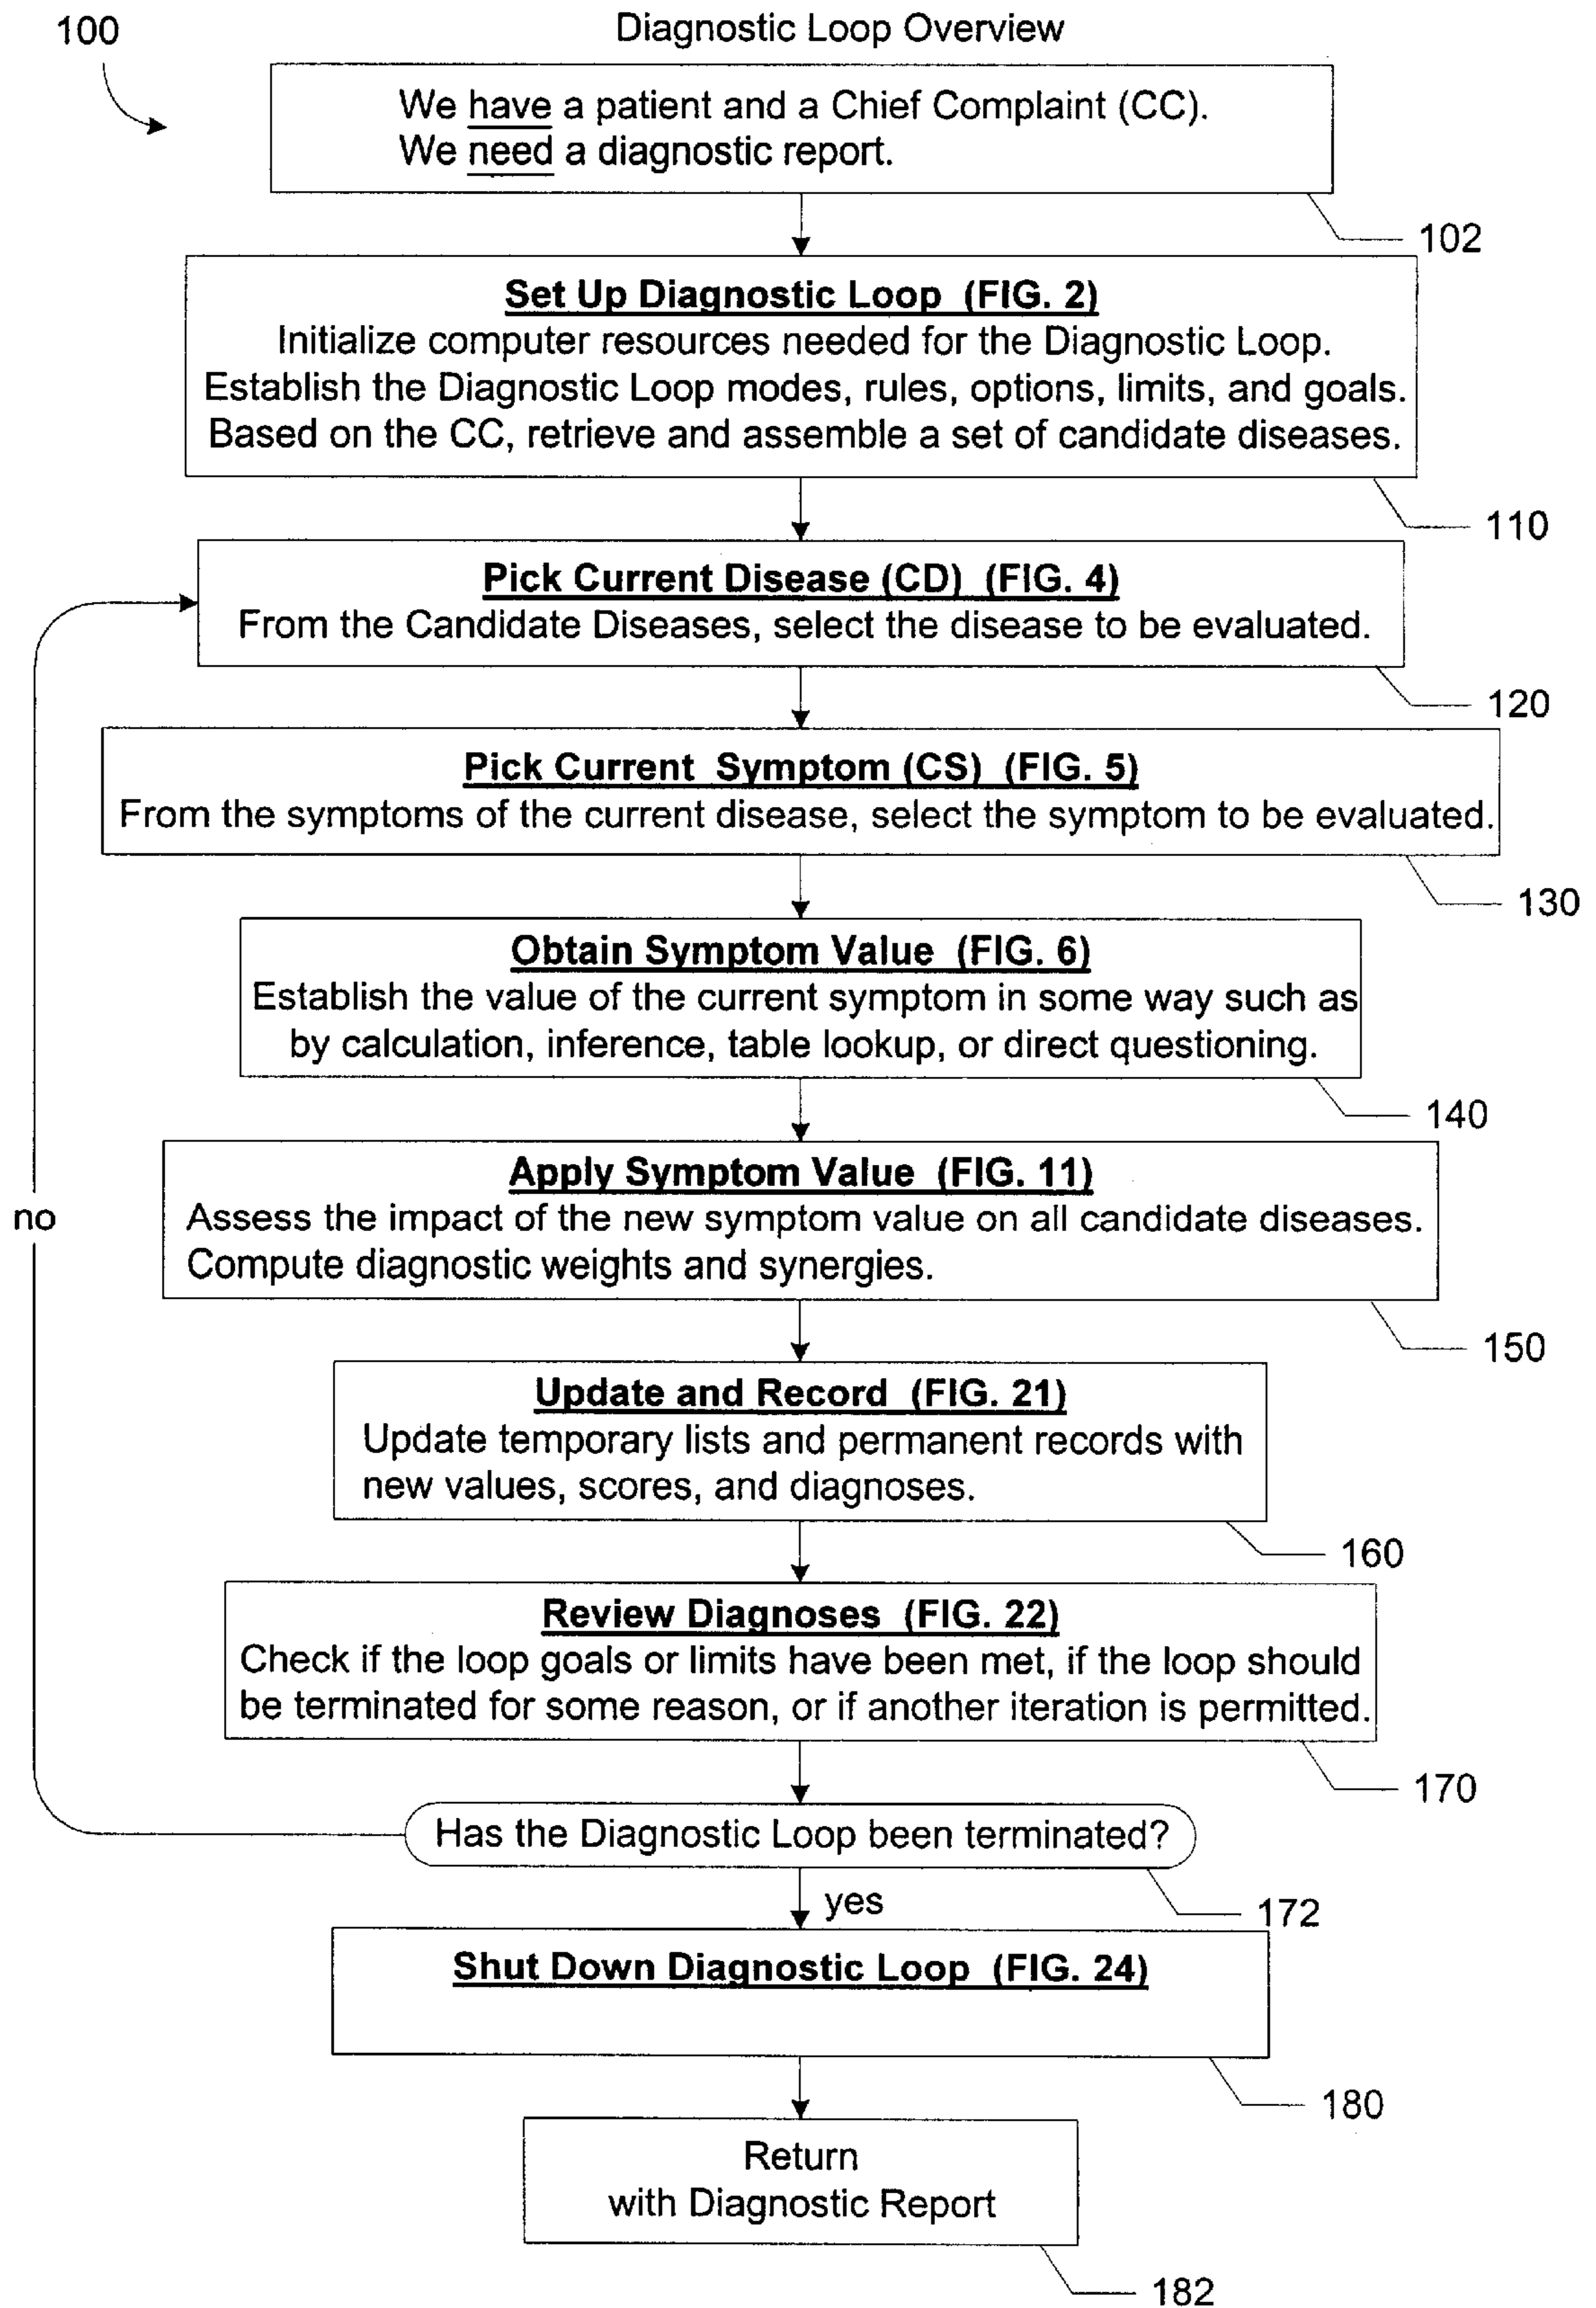 100
Diagnostic Loop Overview
We have a patient and a Chief Complaint (CC).
We need a diagnostic report.
102
Set Up Diagnostic Loop (FIG. 2)
Initialize computer resources needed for the Diagnostic Loop.
Establish the Diagnostic Loop modes, rules, options, limits, and goals.
Based on the CC, retrieve and assemble a set of candidate diseases.
110
Pick Current Disease (CD) (FIG. 4)
From the Candidate Diseases, select the disease to be evaluated.
120
Pick Current Symptom (CS) (FIG. 5)
From the symptoms of the current disease, select the symptom to be evaluated.
130
Obtain Symptom Value (FIG. 6)
Establish the value of the current symptom in some way such as
by calculation, inference, table lookup, or direct questioning.
140
Apply Symptom Value (FIG. 11)
Assess the impact of the new symptom value on all candidate diseases.
Compute diagnostic weights and synergies.
150
no
Update and Record (FIG. 21)
Update temporary lists and permanent records with
new values, scores, and diagnoses.
160
Review Diagnoses (FIG. 22)
Check if the loop goals or limits have been met, if the loop should
be terminated for some reason, or if another iteration is permitted.
170
Has the Diagnostic Loop been terminated?
172
yes
Shut Down Diagnostic Loop (FIG. 24)
180
Return
with Diagnostic Report
182